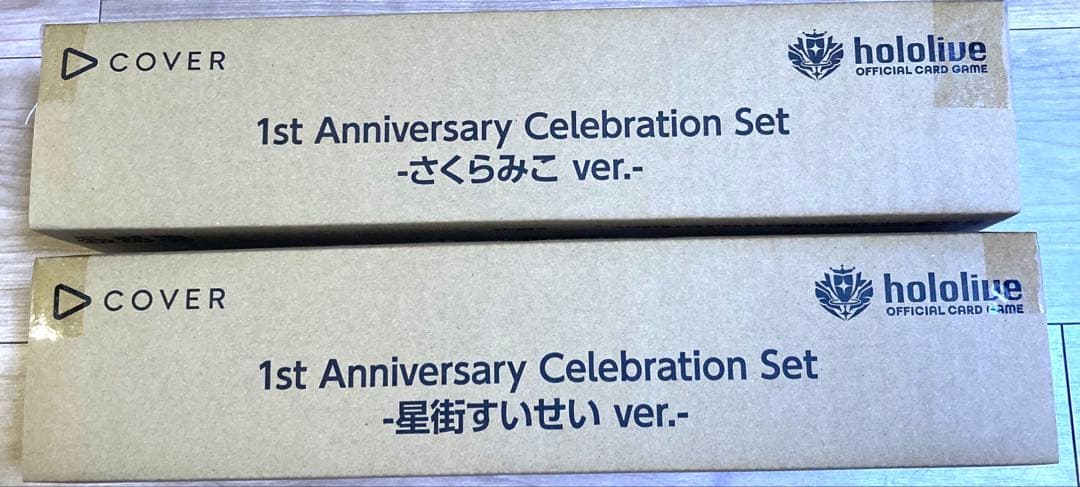 COVER
hololive
OFFICIAL CARD GAME
1st Anniversary Celebration Set
-さくらみこ ver.-
COVER
hololive
OFFICIAL CARD GAME
1st Anniversary Celebration Set
-星街すいせい ver.-